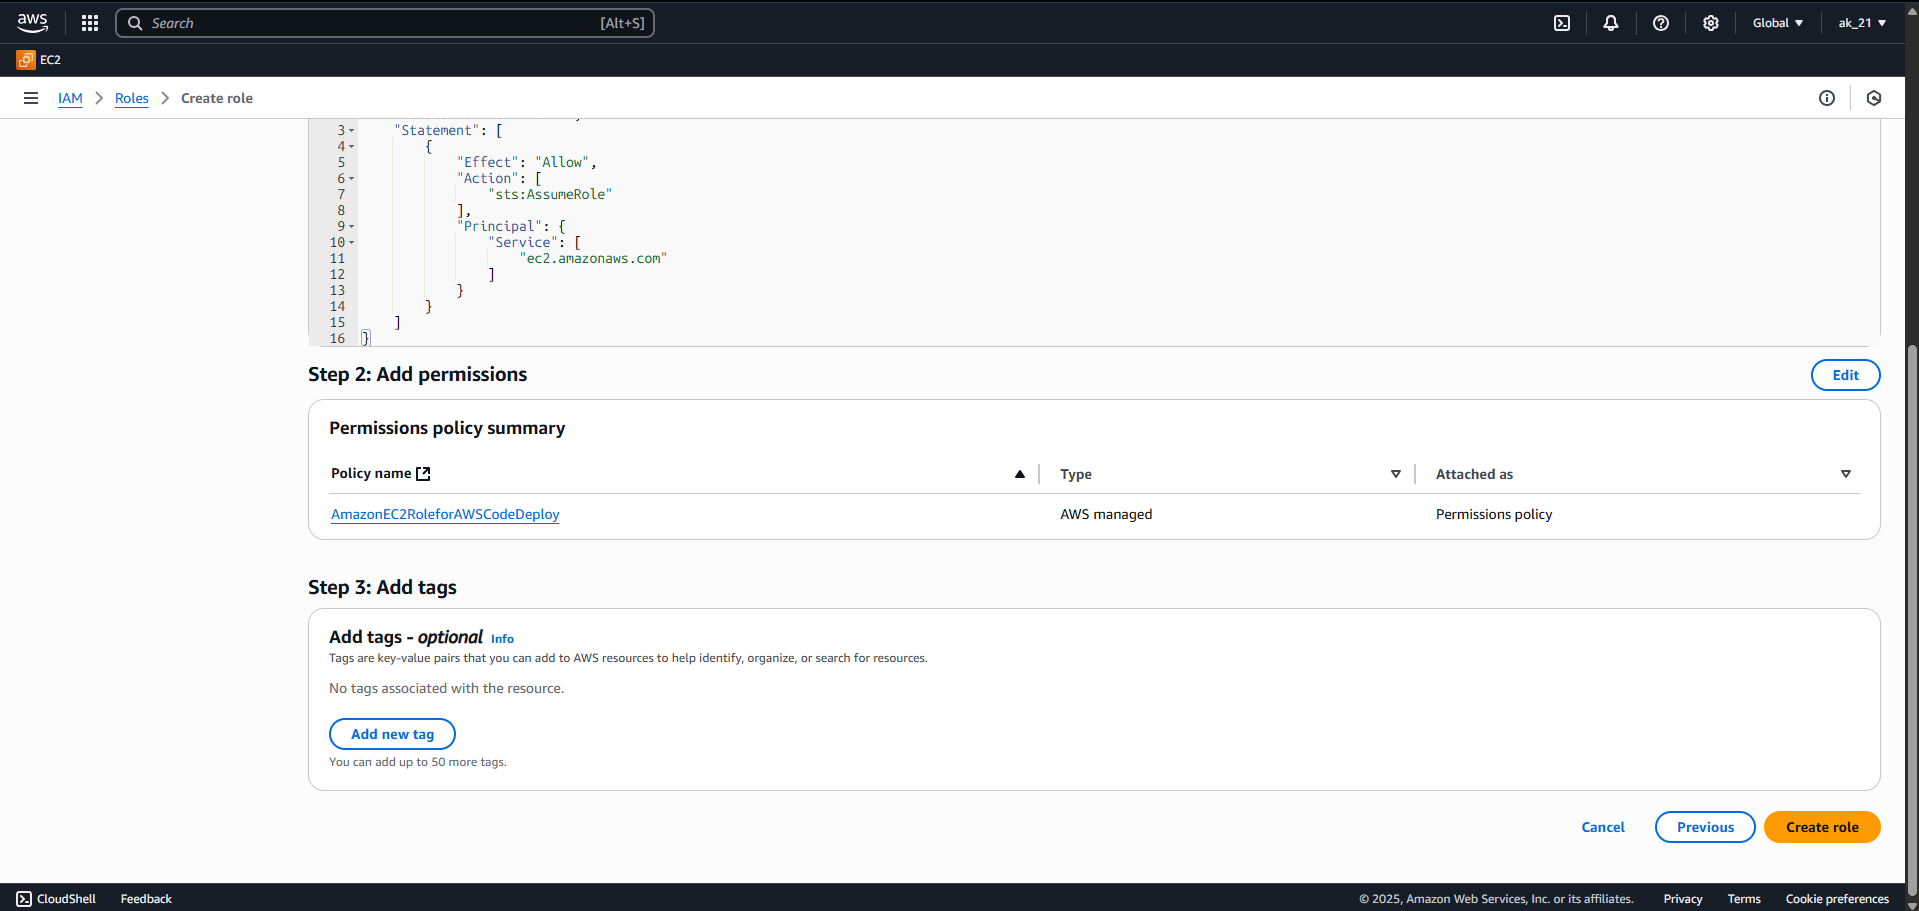 aws
Search
[Alt+S]
Global
ak_21
EC2
IAM
Roles
Create role
3
"Statement": [
4
{
5
"Effect": "Allow",
6
"Action": [
7
"sts:AssumeRole"
8
],
9
"Principal": {
10
"Service": [
11
"ec2.amazonaws.com"
12
]
13
}
14
}
15
]
16
}
Step 2: Add permissions
Edit
Permissions policy summary
Policy name
Type
Attached as
AmazonEC2RoleforAWSCodeDeploy
AWS managed
Permissions policy
Step 3: Add tags
Add tags - optional Info
Tags are key-value pairs that you can add to AWS resources to help identify, organize, or search for resources.
No tags associated with the resource.
Add new tag
You can add up to 50 more tags.
Cancel
Previous
Create role
CloudShell
Feedback
© 2025, Amazon Web Services, Inc. or its affiliates.
Privacy
Terms
Cookie preferences